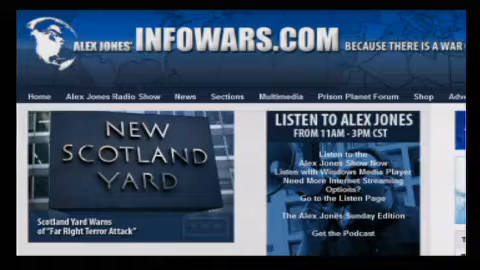 ALEX JONES' INFOWARS.COM BECAUSE THERE IS A WAR
Home Alex Jones Radio Show News Sections Multimedia Prison Planet Forum Shop
NEW
SCOTLAND
YARD
Scotland Yard Warns
of "Far Right Terror Attack"
LISTEN TO ALEX JONES
FROM 11AM - 3PM CST
Listen to the
Alex Jones Show Now
Listen with Windows Media Player
Need More Internet Streaming
Options?
Go to the Listen Page
The Alex Jones Sunday Edition
Get the Podcast